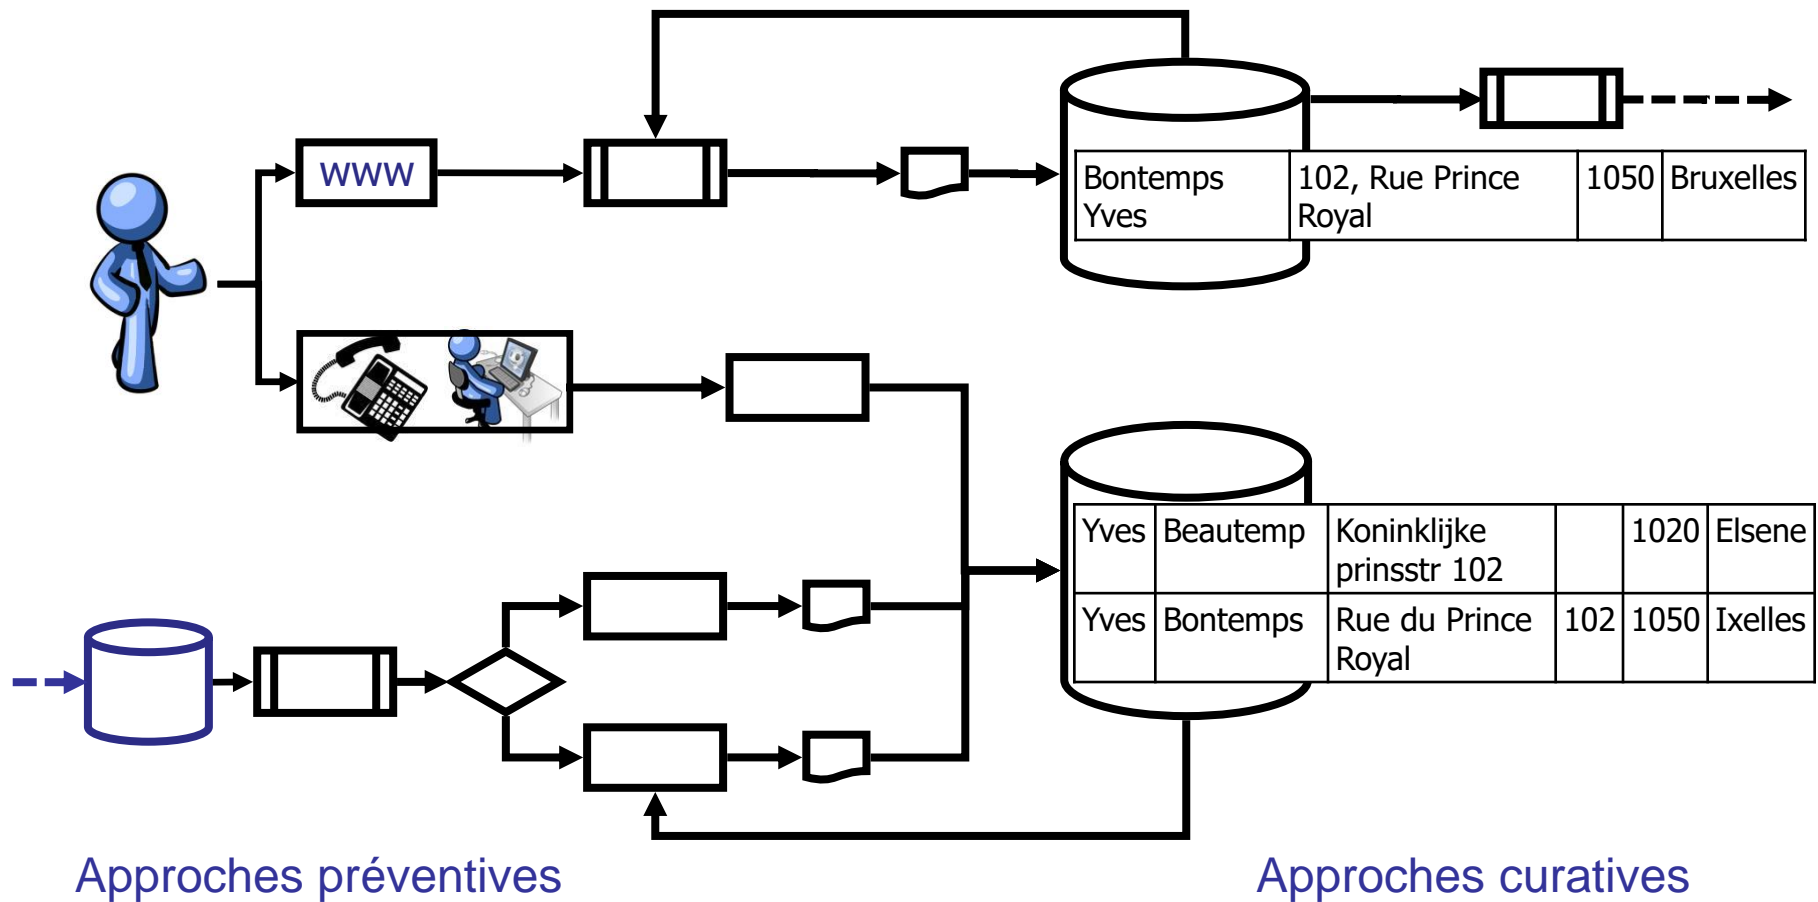 www
Bontemps Yves | 102, Rue Prince Royal | 1050 | Bruxelles
Yves | Beautemp | Koninklijke prinsstr 102 | | 1020 | Elsene
Yves | Bontemps | Rue du Prince Royal | 102 | 1050 | Ixelles
Approches préventives
Approches curatives